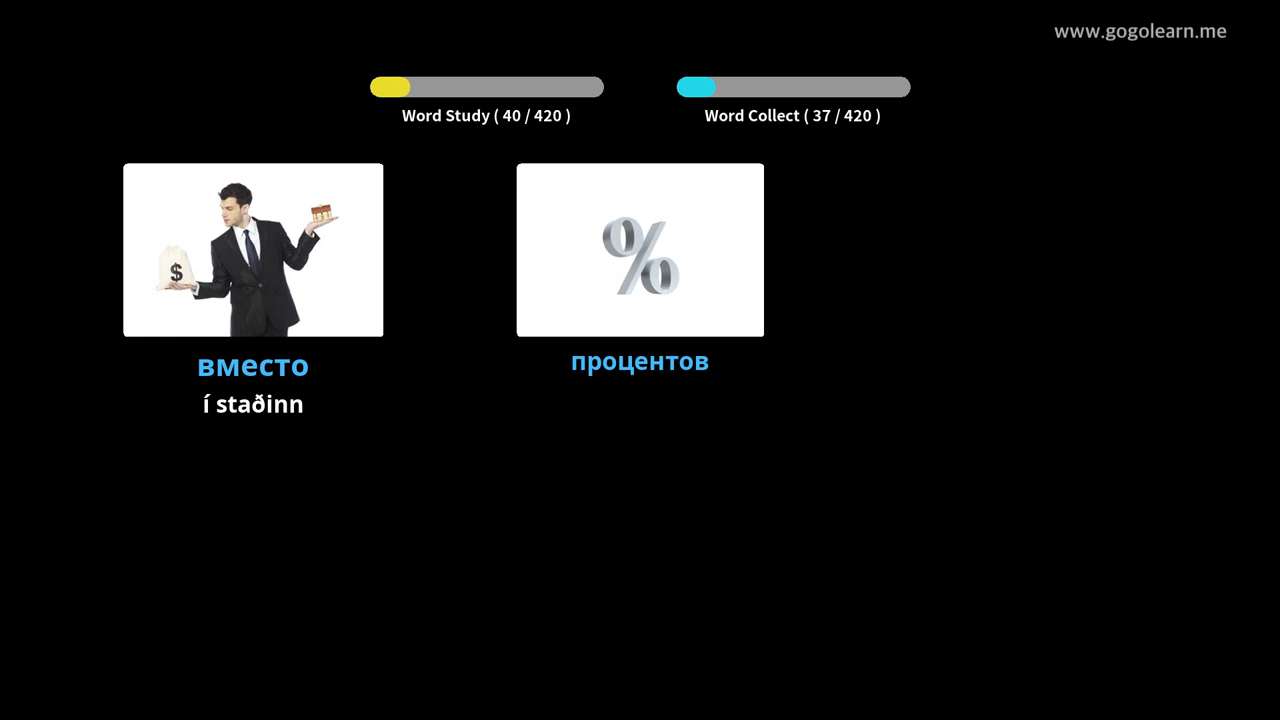 www.gogolearn.me
Word Study ( 40 / 420 )
Word Collect ( 37 / 420 )
$
%
вместо
процентов
í staðinn